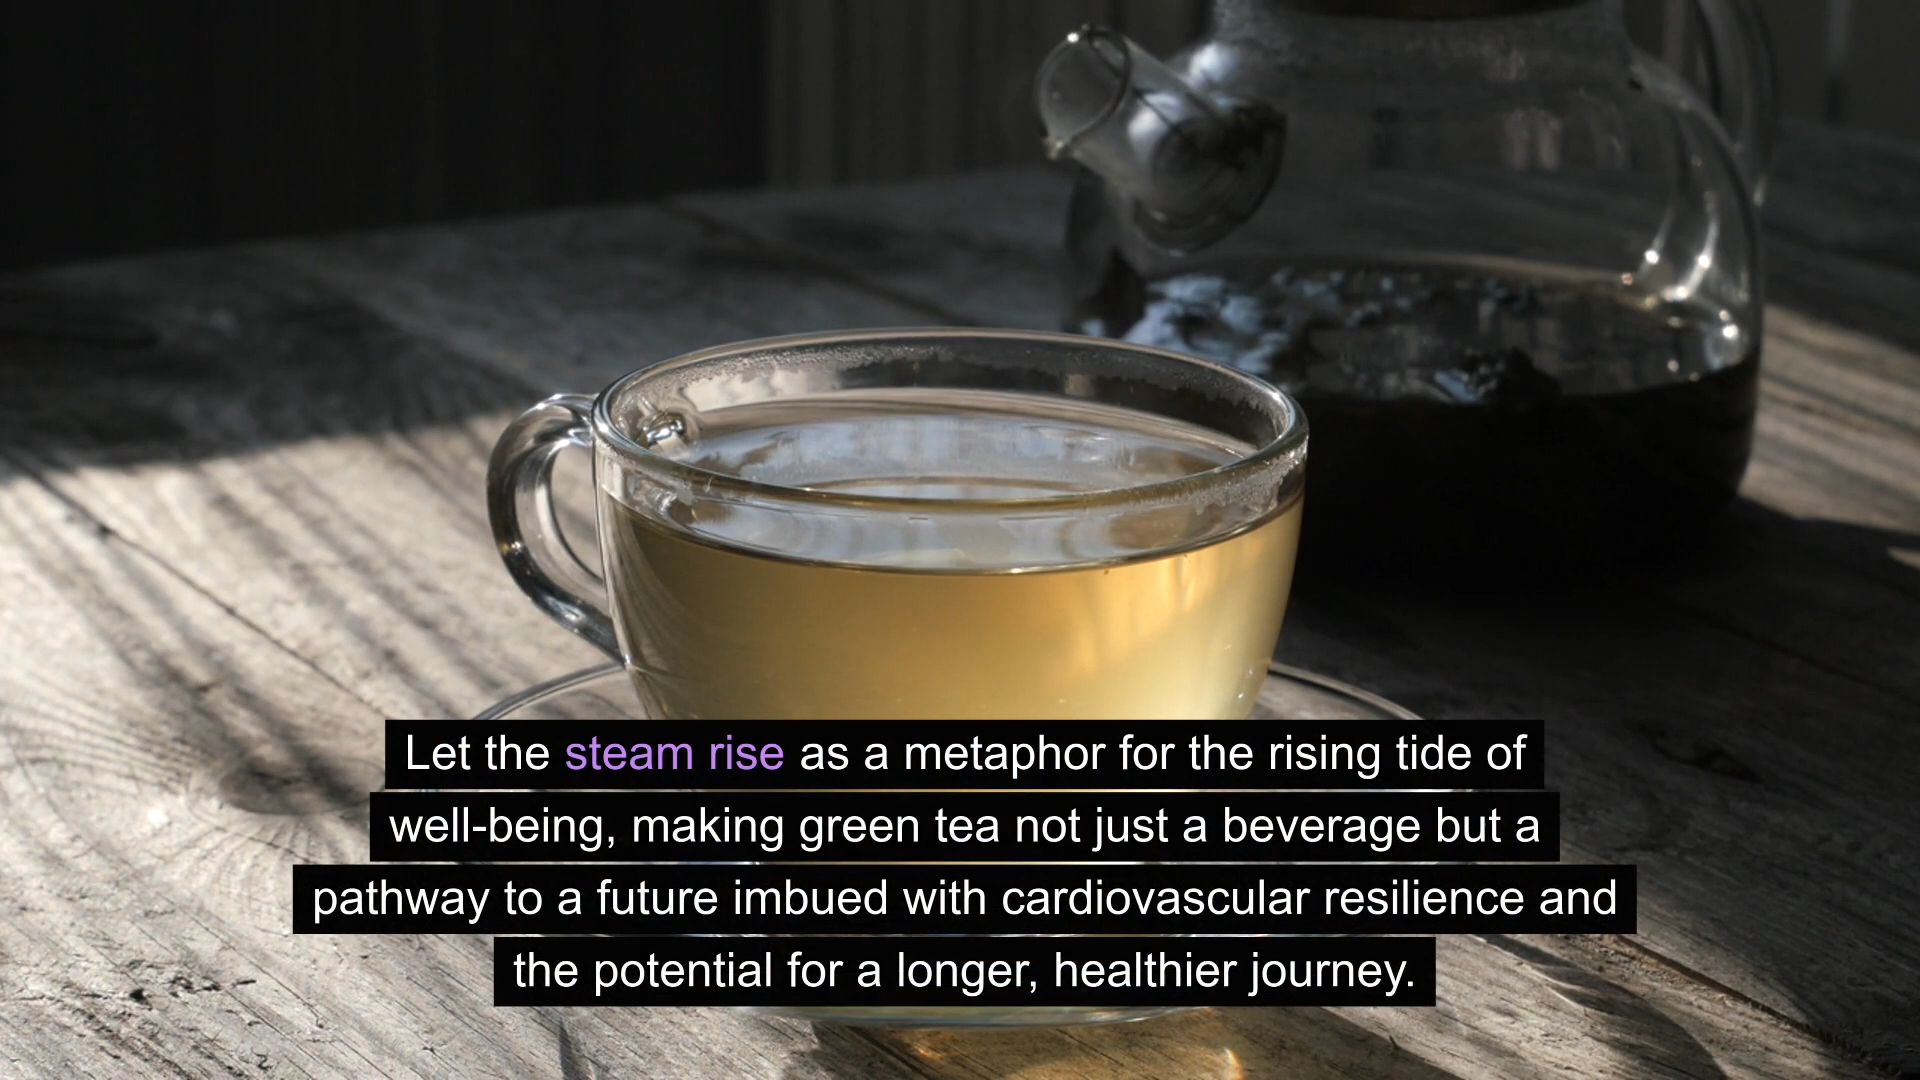 Let the steam rise as a metaphor for the rising tide of
well-being, making green tea not just a beverage but a
pathway to a future imbued with cardiovascular resilience and
the potential for a longer, healthier journey.